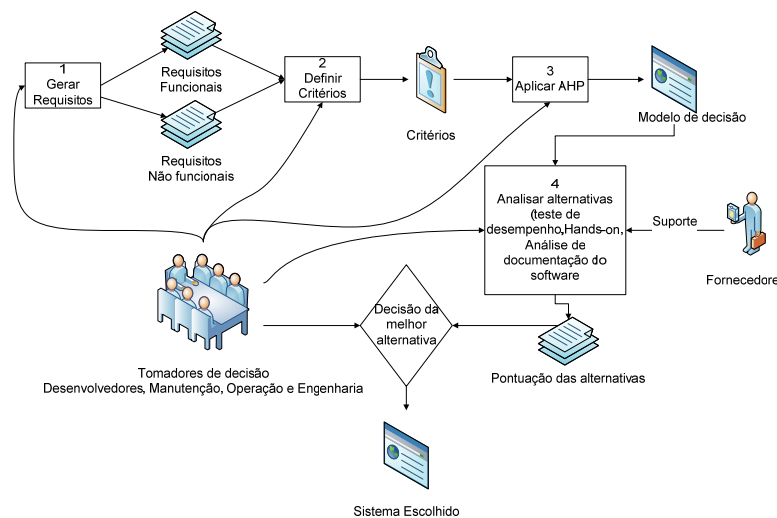 1
Gerar
Requisitos
Requisitos
Funcionais
Requisitos
Não funcionais
2
Definir
Critérios
Critérios
3
Aplicar AHP
Modelo de decisão
4
Analisar alternativas
(teste de
desempenho,Hands-on,
Análise de
documentação do
software
Suporte
Fornecedore
Decisão da
melhor
alternativa
Tomadores de decisão
Desenvolvedores, Manutenção, Operação e Engenharia
Pontuação das alternativas
Sistema Escolhido